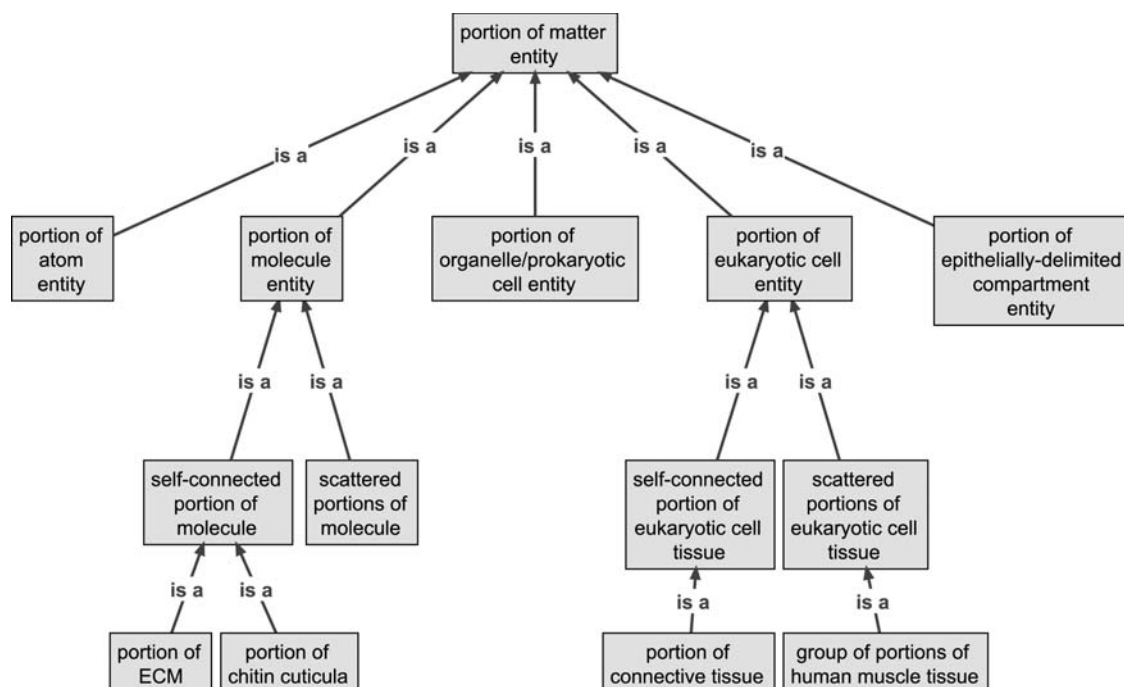 portion of matter
entity
is a
is a
is a
is a
is a
portion of
atom
entity
portion of
molecule
entity
portion of
organelle/prokaryotic
cell entity
portion of
eukaryotic cell
entity
portion of
epithelially-delimited
compartment
entity
is a
is a
is a
is a
self-connected
portion of
molecule
scattered
portions of
molecule
self-connected
portion of
eukaryotic cell
tissue
scattered
portions of
eukaryotic cell
tissue
is a
is a
is a
is a
portion of
ECM
portion of
chitin cuticula
portion of
connective tissue
group of portions of
human muscle tissue